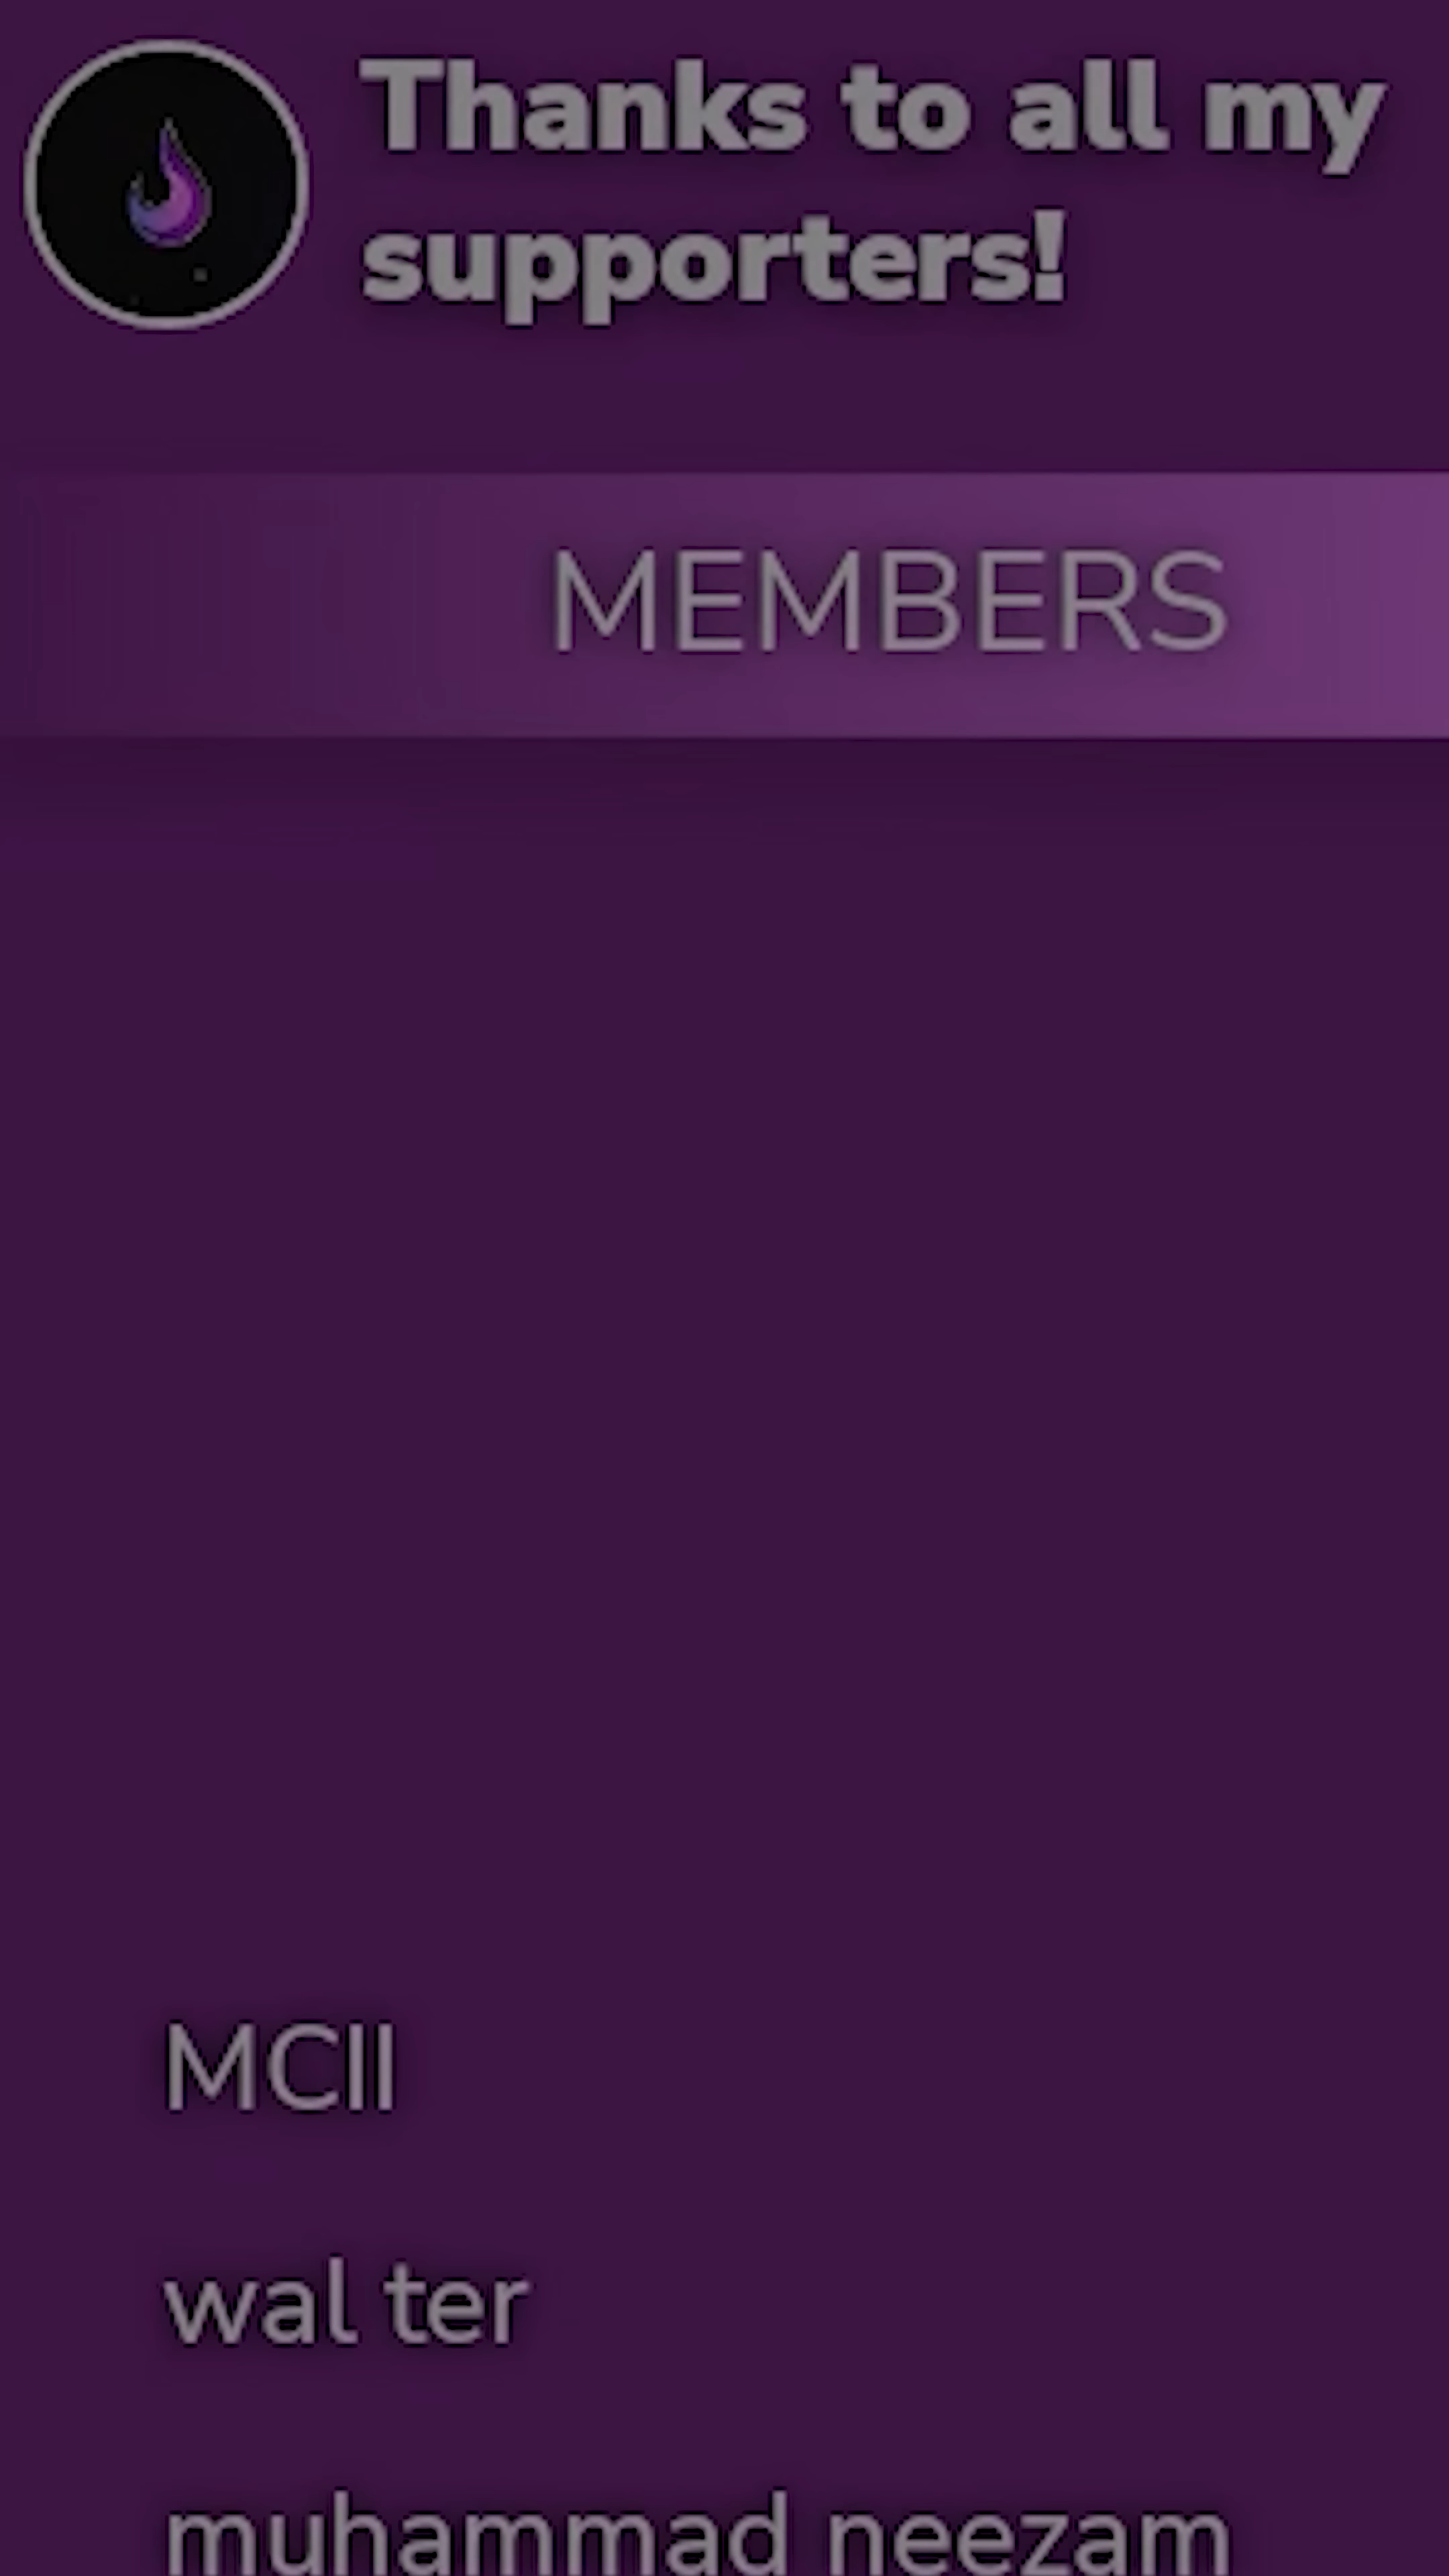 Thanks to all my
supporters!
MEMBERS
MCII
wal ter
muhammad neezam